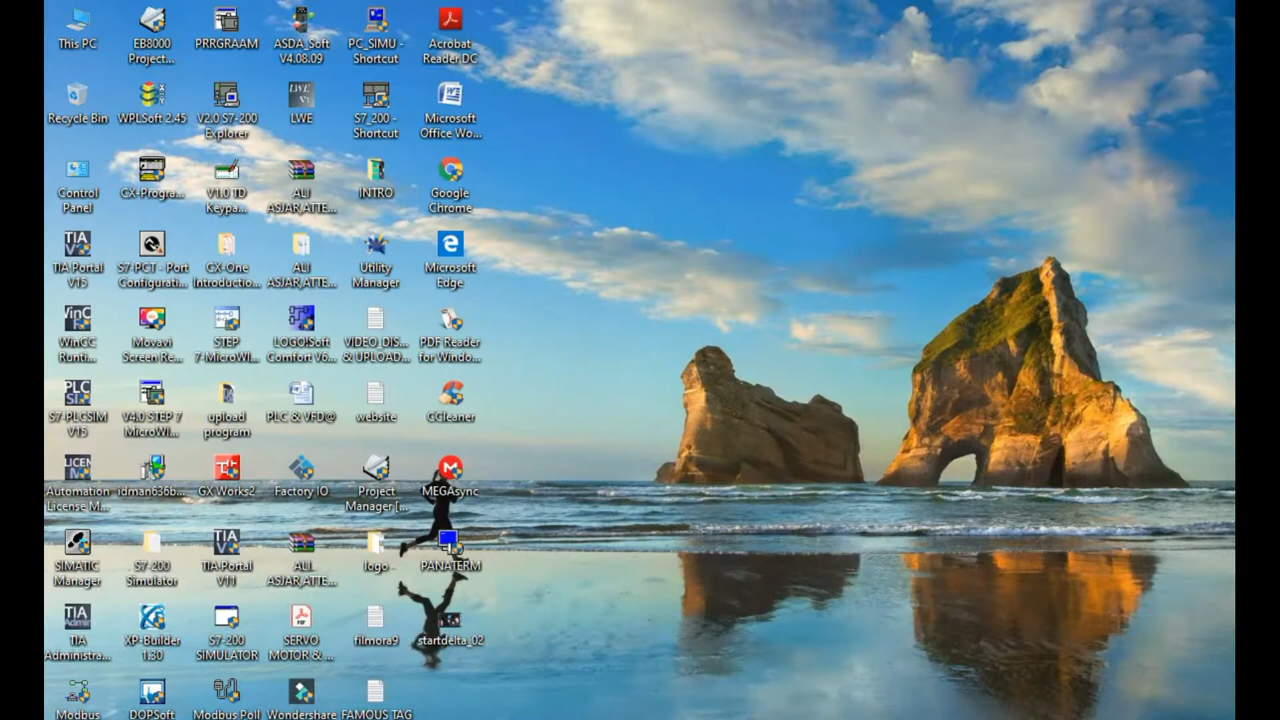 This PC
EB8000
Project...
PRRGRAAM
ASDA_Soft
V4.08.09
PC_SIMU -
Shortcut
Acrobat
Reader DC
Recycle Bin
WPLSoft 2.45
V2.0 S7-200
Explorer
LWE
S7_200 -
Shortcut
Microsoft
Office Wo...
Control
Panel
CX-Progra...
V1.0 TD
Keypa...
ALI
ASJAR,ATTE...
INTRO
Google
Chrome
TIA Portal
V15
S7-PCT - Port
Configurati...
CX-One
Introductio...
ALI
ASJAR,ATTE...
Utility
Manager
Microsoft
Edge
WinCC
Runti...
Movavi
Screen Re...
STEP
7-MicroWI...
LOGO!Soft
Comfort V6...
VIDEO_DIS...
& UPLOAD...
PDF Reader
for Windo...
S7-PLCSIM
V15
V4.0 STEP 7
MicroWI...
upload
program
PLC & VFD@
website
CCleaner
Automation
License M...
idman636b...
GX Works2
Factory IO
Project
Manager [...
MEGAsync
SIMATIC
Manager
S7-200
Simulator
TIA Portal
V11
ALI
ASJAR,ATTE...
logo
PANATERM
TIA
Administra...
XP-Builder
1.30
S7-200
SIMULATOR
SERVO
MOTOR & ...
filmora9
startdelta_02
Modbus
DOPSoft
Modbus Poll
Wondershare
FAMOUS TAG